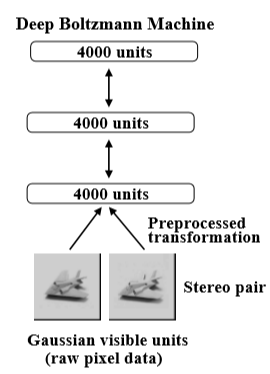 Deep Boltzmann Machine
4000 units
4000 units
4000 units
Preprocessed
transformation
Stereo pair
Gaussian visible units
(raw pixel data)